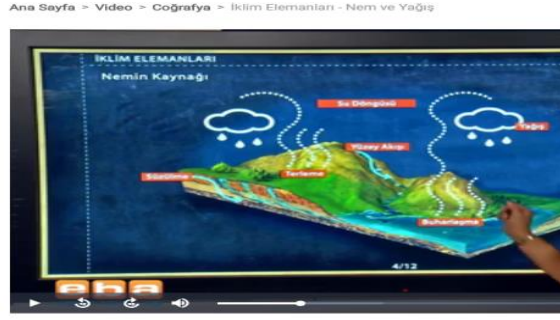 Ana Sayfa > Video > Coğrafya > İklim Elemanları - Nem ve Yağış
İKLİM ELEMANLARI
Nemin Kaynağı
Su Döngüsü
Yağış
Yüzey Akışı
Süzülme
Terleme
Buharlaşma
4/12
eba